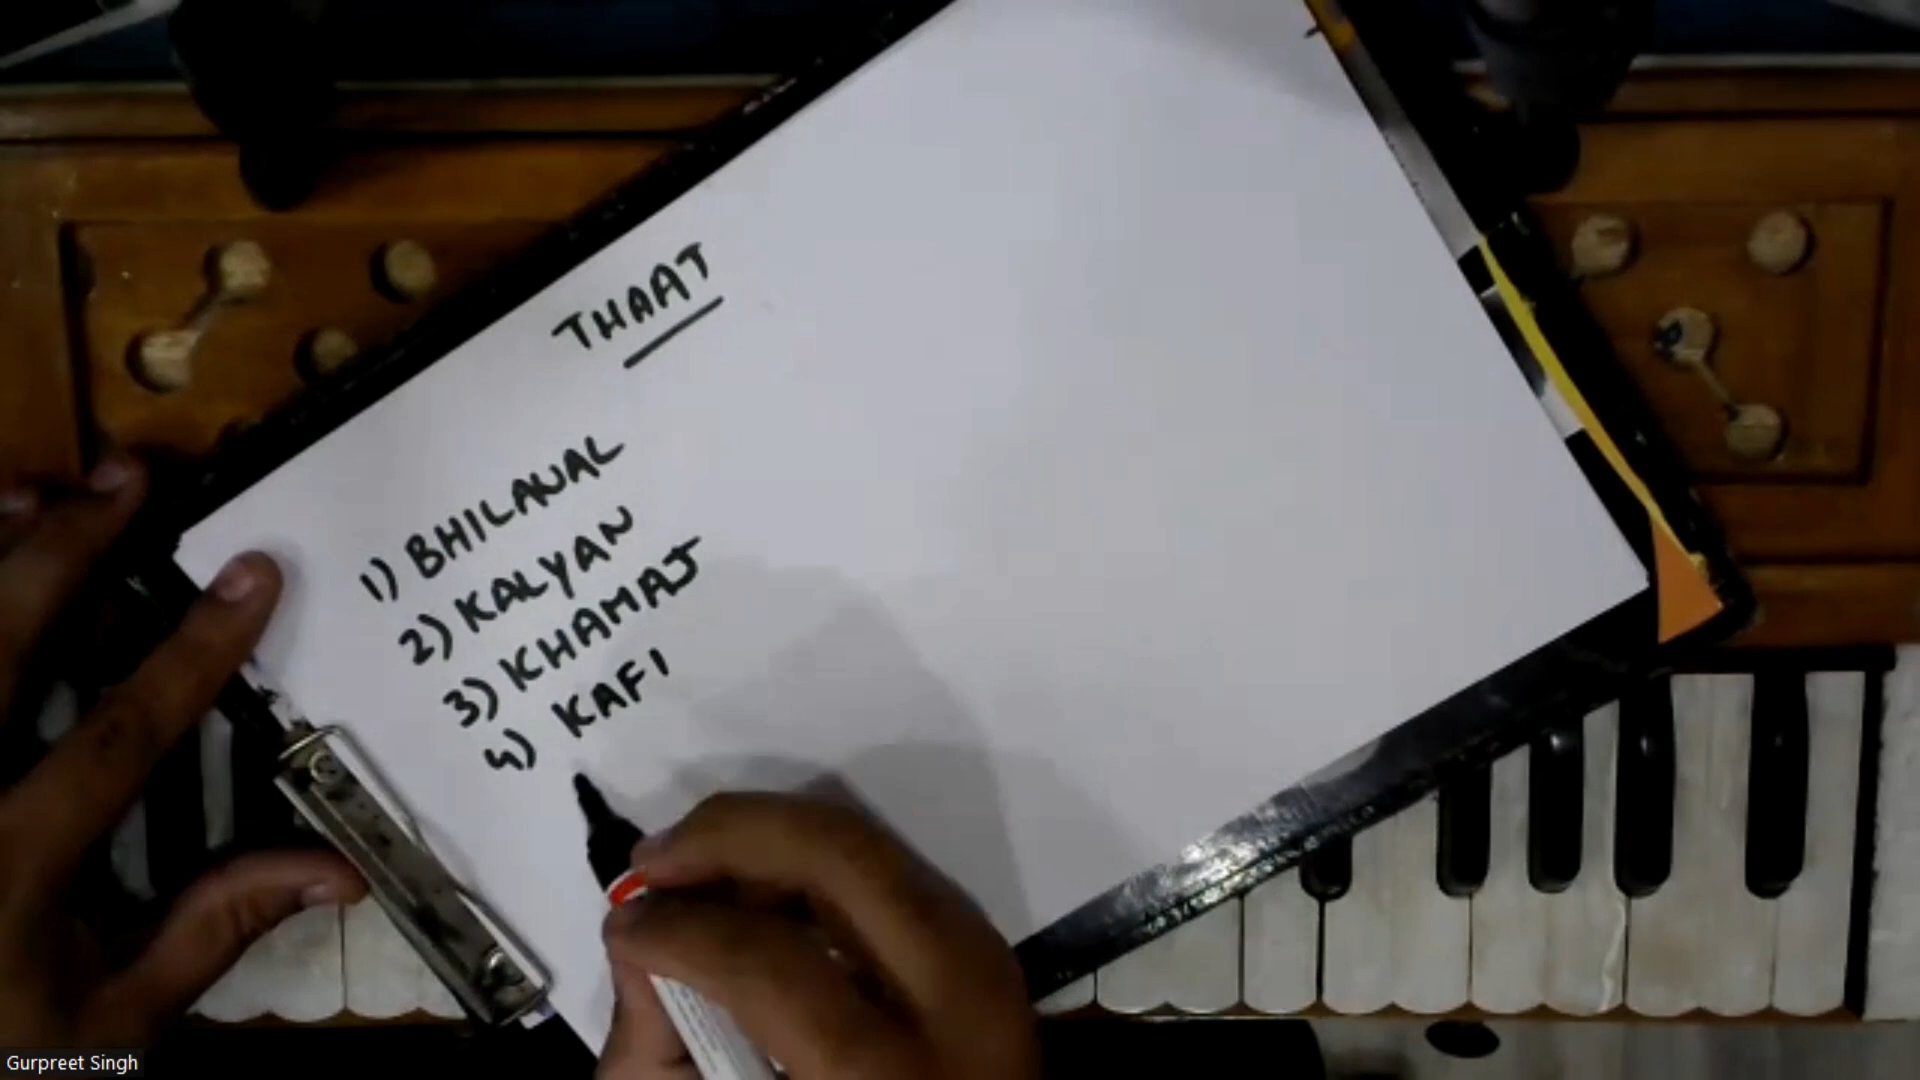 THAAT
1) BHILAWAL
2) KALYAN
3) KHAMAJ
4) KAFI
Gurpreet Singh